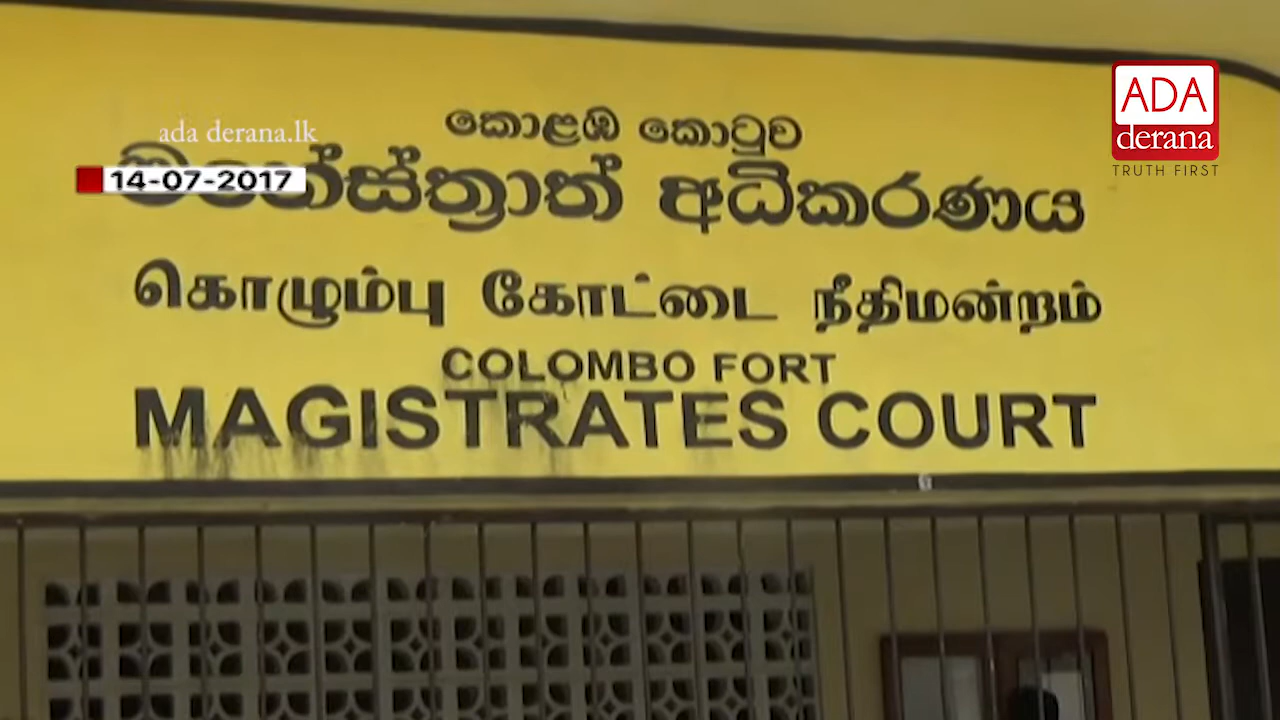 ADA
derana
TRUTH FIRST
ada derana.lk
14-07-2017
කොළඹ කොටුව
අධිකරණය
கொழும்பு கோட்டை நீதிமன்றம்
COLOMBO FORT
MAGISTRATES COURT